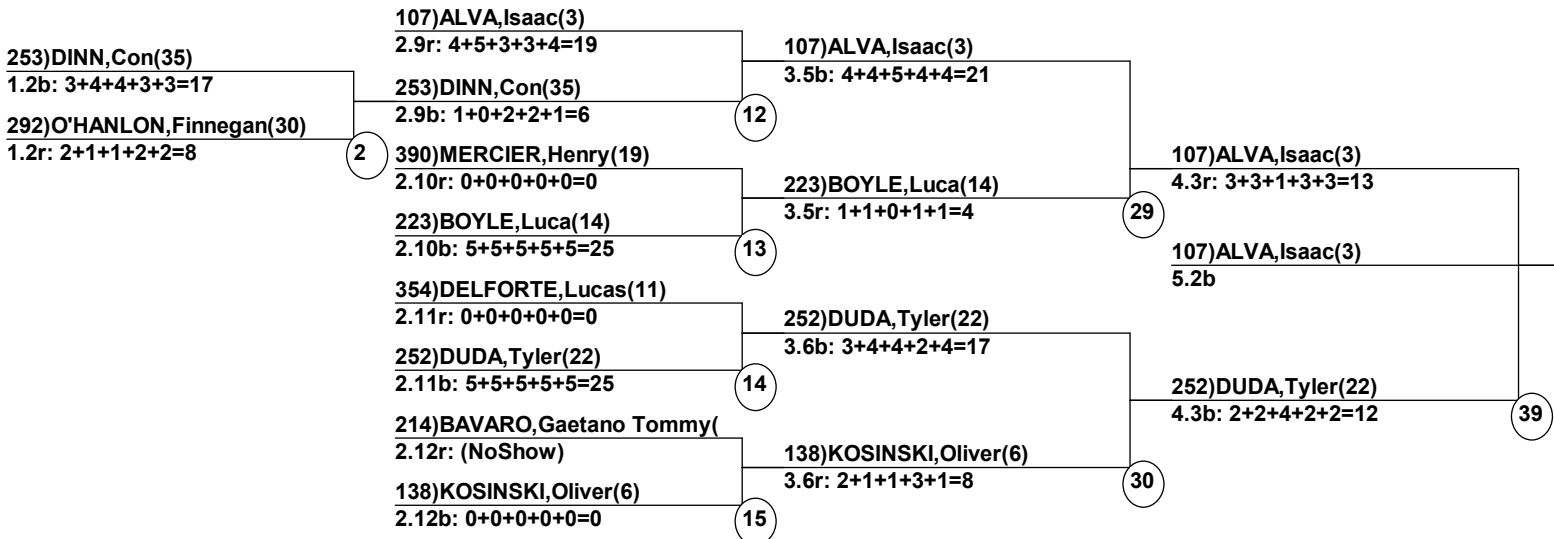 253)DINN,Con(35)
1.2b: 3+4+4+3+3=17
292)O'HANLON,Finnegan(30)
1.2r: 2+1+1+2+2=8
2
107)ALVA,Isaac(3)
2.9r: 4+5+3+3+4=19
253)DINN,Con(35)
2.9b: 1+0+2+2+1=6
12
390)MERCIER,Henry(19)
2.10r: 0+0+0+0+0=0
223)BOYLE,Luca(14)
2.10b: 5+5+5+5+5=25
13
354)DELFORTE,Lucas(11)
2.11r: 0+0+0+0+0=0
252)DUDA,Tyler(22)
2.11b: 5+5+5+5+5=25
14
214)BAVARO,Gaetano Tommy(
2.12r: (NoShow)
138)KOSINSKI,Oliver(6)
2.12b: 0+0+0+0+0=0
15
107)ALVA,Isaac(3)
3.5b: 4+4+5+4+4=21
223)BOYLE,Luca(14)
3.5r: 1+1+0+1+1=4
29
252)DUDA,Tyler(22)
3.6b: 3+4+4+2+4=17
138)KOSINSKI,Oliver(6)
3.6r: 2+1+1+3+1=8
30
107)ALVA,Isaac(3)
4.3r: 3+3+1+3+3=13
107)ALVA,Isaac(3)
5.2b
252)DUDA,Tyler(22)
4.3b: 2+2+4+2+2=12
39